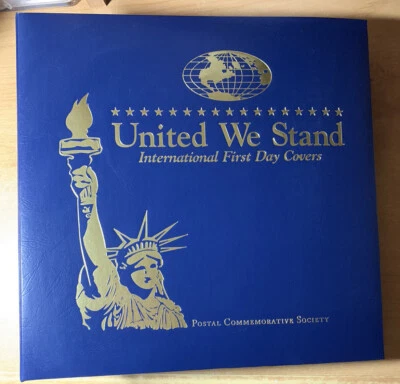 United We Stand
International First Day Covers
Postal Commemorative Society